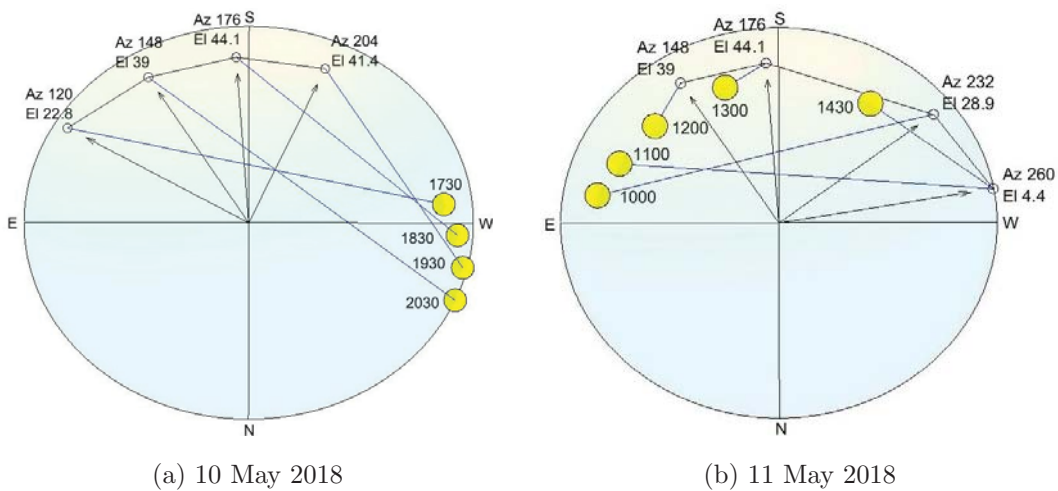 Az 176 S
El 44.1
Az 148
El 39
Az 204
El 41.4
Az 120
El 22.8
1730
E
W
1830
1930
2030
N
(a) 10 May 2018
S
Az 176
El 44.1
Az 148
El 39
Az 232
El 28.9
1300
1430
1200
1100
1000
Az 260
El 4.4
E
W
N
(b) 11 May 2018